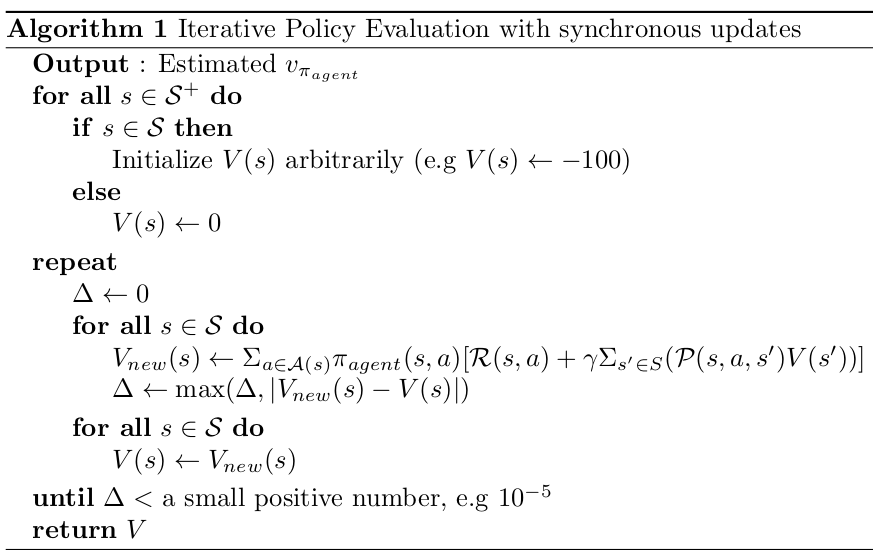 Algorithm 1 Iterative Policy Evaluation with synchronous updates
Output : Estimated $v_{\pi_{agent}}$
for all $s \in \mathcal{S}^+$ do
if $s \in \mathcal{S}$ then
Initialize $V(s)$ arbitrarily (e.g $V(s) \leftarrow -100$)
else
$V(s) \leftarrow 0$
repeat
$\Delta \leftarrow 0$
for all $s \in \mathcal{S}$ do
$V_{new}(s) \leftarrow \Sigma_{a \in \mathcal{A}(s)} \pi_{agent}(s, a)[\mathcal{R}(s, a) + \gamma \Sigma_{s' \in S}(\mathcal{P}(s, a, s')V(s'))]$
$\Delta \leftarrow \max(\Delta, |V_{new}(s) - V(s)|)$
for all $s \in \mathcal{S}$ do
$V(s) \leftarrow V_{new}(s)$
until $\Delta <$ a small positive number, e.g $10^{-5}$
return $V$